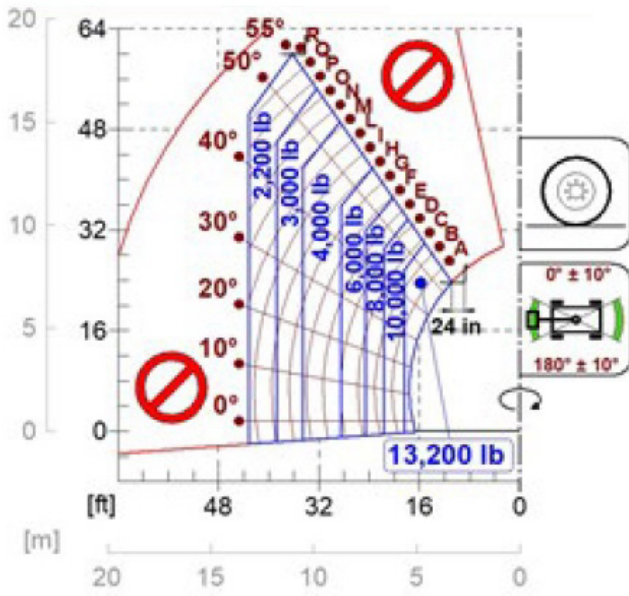 20
15
10
5
0
[m]
64
48
32
16
0
[ft]
55°
50°
40°
30°
20°
10°
0°
R
Q
P
O
N
M
L
I
H
G
F
E
D
C
B
A
2,200 lb
3,000 lb
4,000 lb
6,000 lb
8,000 lb
10,000 lb
13,200 lb
24 in
0° ± 10°
180° ± 10°
48
32
16
0
20
15
10
5
0